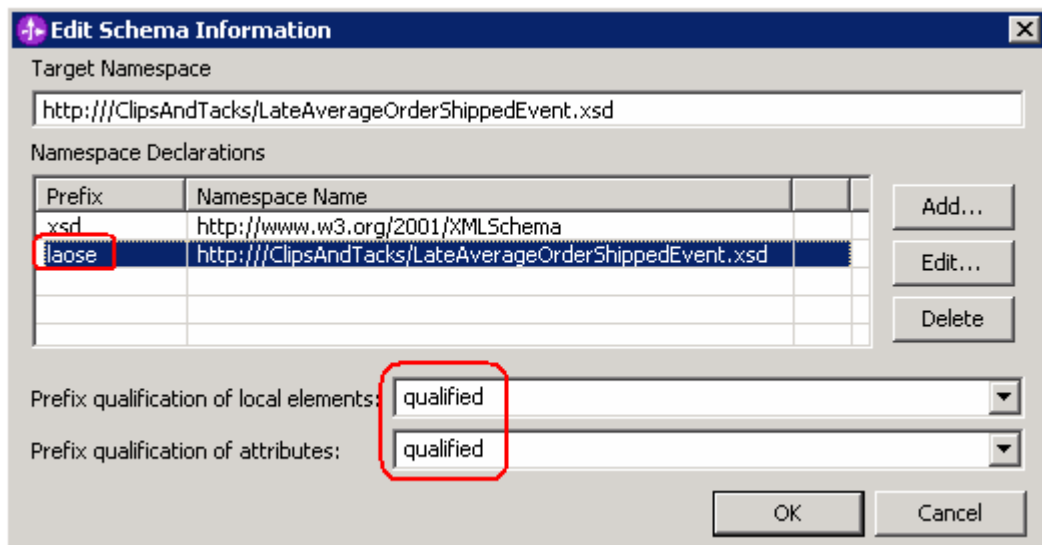 Edit Schema Information
Target Namespace
http:///ClipsAndTacks/LateAverageOrderShippedEvent.xsd
Namespace Declarations
Prefix Namespace Name
xsd http://www.w3.org/2001/XMLSchema
laose http:///ClipsAndTacks/LateAverageOrderShippedEvent.xsd
Add...
Edit...
Delete
Prefix qualification of local elements: qualified
Prefix qualification of attributes: qualified
OK Cancel